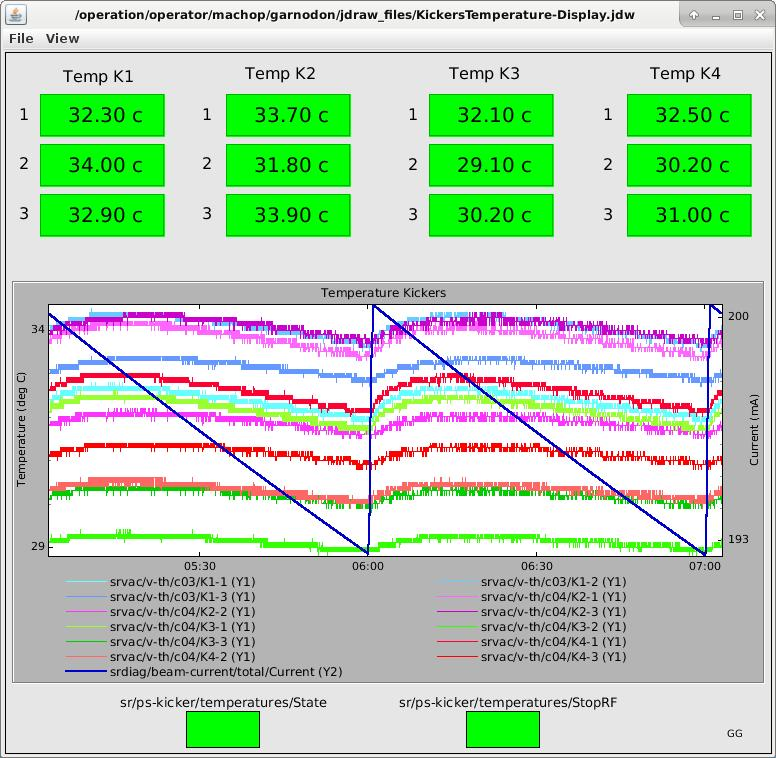 /operation/operator/machop/garnodon/jdraw_files/KickersTemperature-Display.jdw
File View
Temp K1 Temp K2 Temp K3 Temp K4
1 32.30 c 1 33.70 c 1 32.10 c 1 32.50 c
2 34.00 c 2 31.80 c 2 29.10 c 2 30.20 c
3 32.90 c 3 33.90 c 3 30.20 c 3 31.00 c
Temperature Kickers
34 200
Temperature (deg C) Current (mA)
29 193
05:30 06:00 06:30 07:00
srvac/v-th/c03/K1-1 (Y1) srvac/v-th/c03/K1-2 (Y1)
srvac/v-th/c03/K1-3 (Y1) srvac/v-th/c04/K2-1 (Y1)
srvac/v-th/c04/K2-2 (Y1) srvac/v-th/c04/K2-3 (Y1)
srvac/v-th/c04/K3-1 (Y1) srvac/v-th/c04/K3-2 (Y1)
srvac/v-th/c04/K3-3 (Y1) srvac/v-th/c04/K4-1 (Y1)
srvac/v-th/c04/K4-2 (Y1) srvac/v-th/c04/K4-3 (Y1)
srdiag/beam-current/total/Current (Y2)
sr/ps-kicker/temperatures/State sr/ps-kicker/temperatures/StopRF
GG